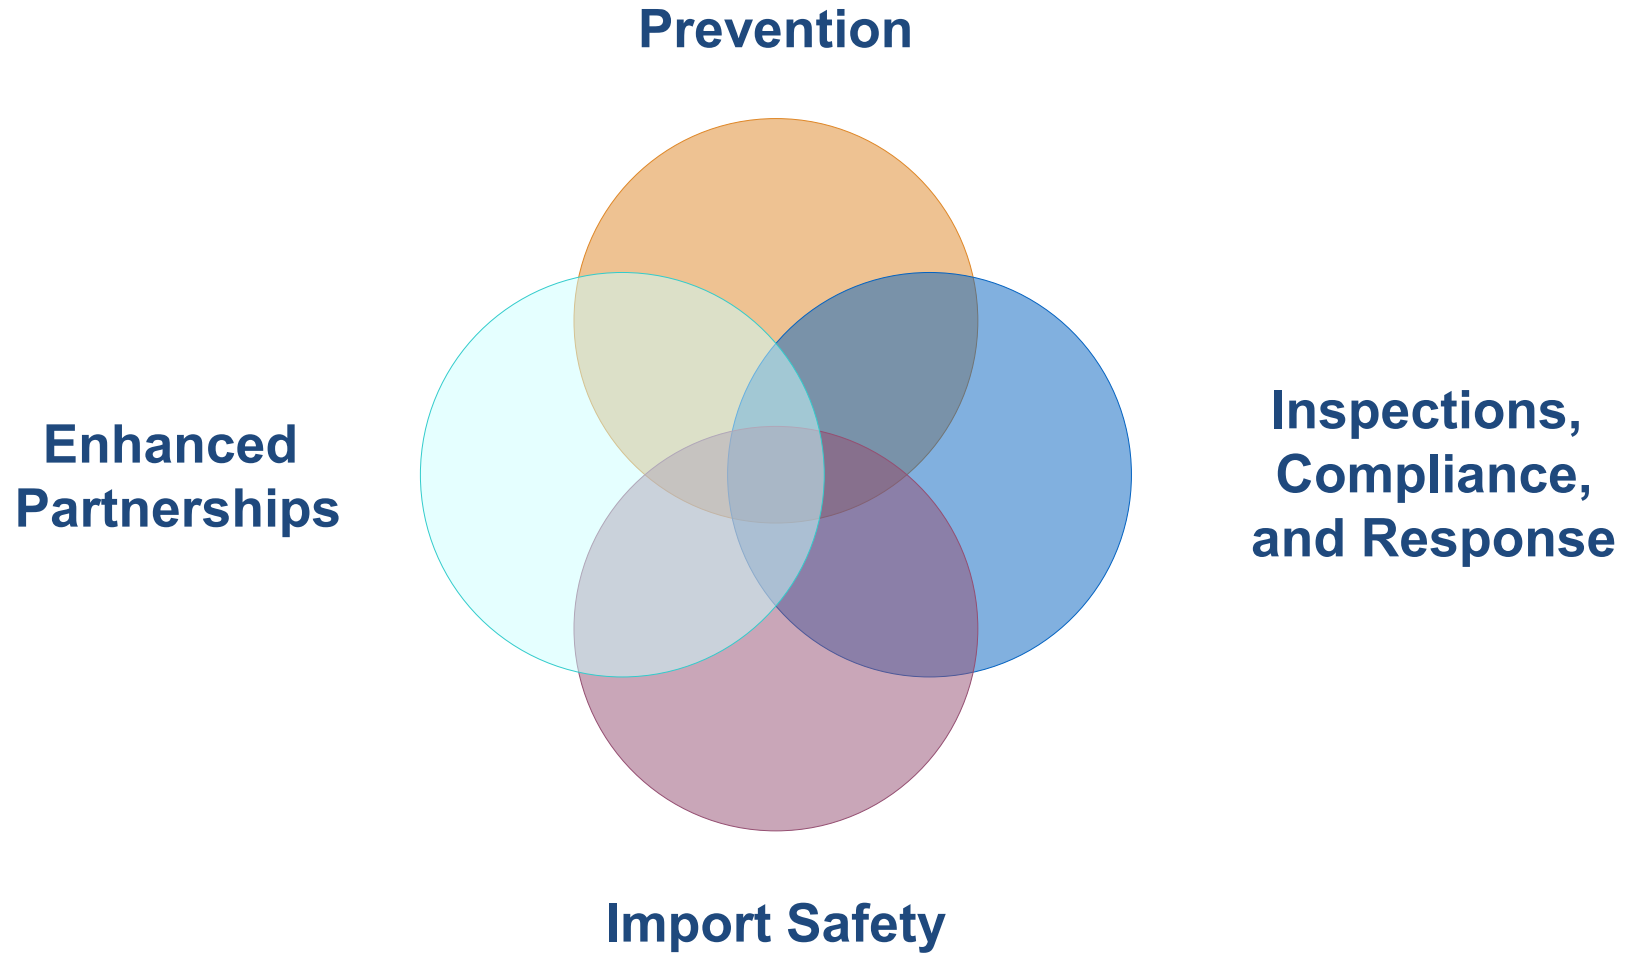 Prevention
Enhanced
Partnerships
Inspections,
Compliance,
and Response
Import Safety